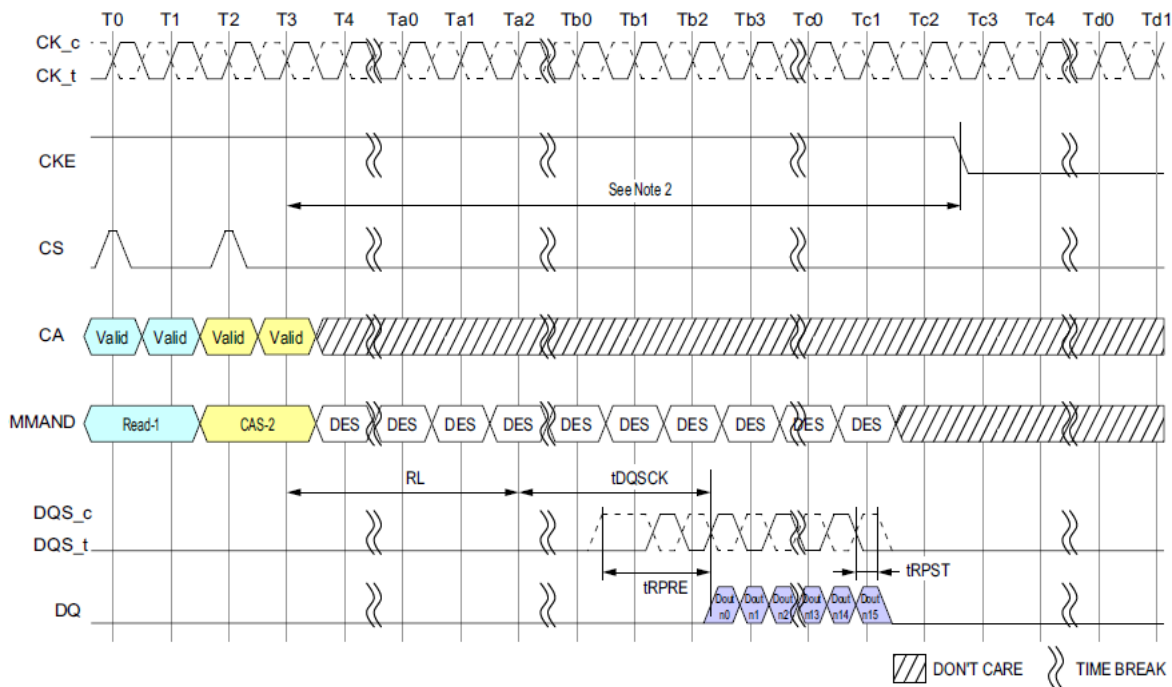 T0 T1 T2 T3 T4 Ta0 Ta1 Ta2 Tb0 Tb1 Tb2 Tb3 Tc0 Tc1 Tc2 Tc3 Tc4 Td0 Td1
CK_c
CK_t
CKE
See Note 2
CS
CA Valid Valid Valid Valid
MMAND Read-1 CAS-2 DES DES DES DES DES DES DES DES DES DES
RL tDQSCK
DQS_c
DQS_t
tRPRE tRPST
DQ Dout n0 Dout n1 Dout n2 Dout n13 Dout n14 Dout n15
DON'T CARE TIME BREAK